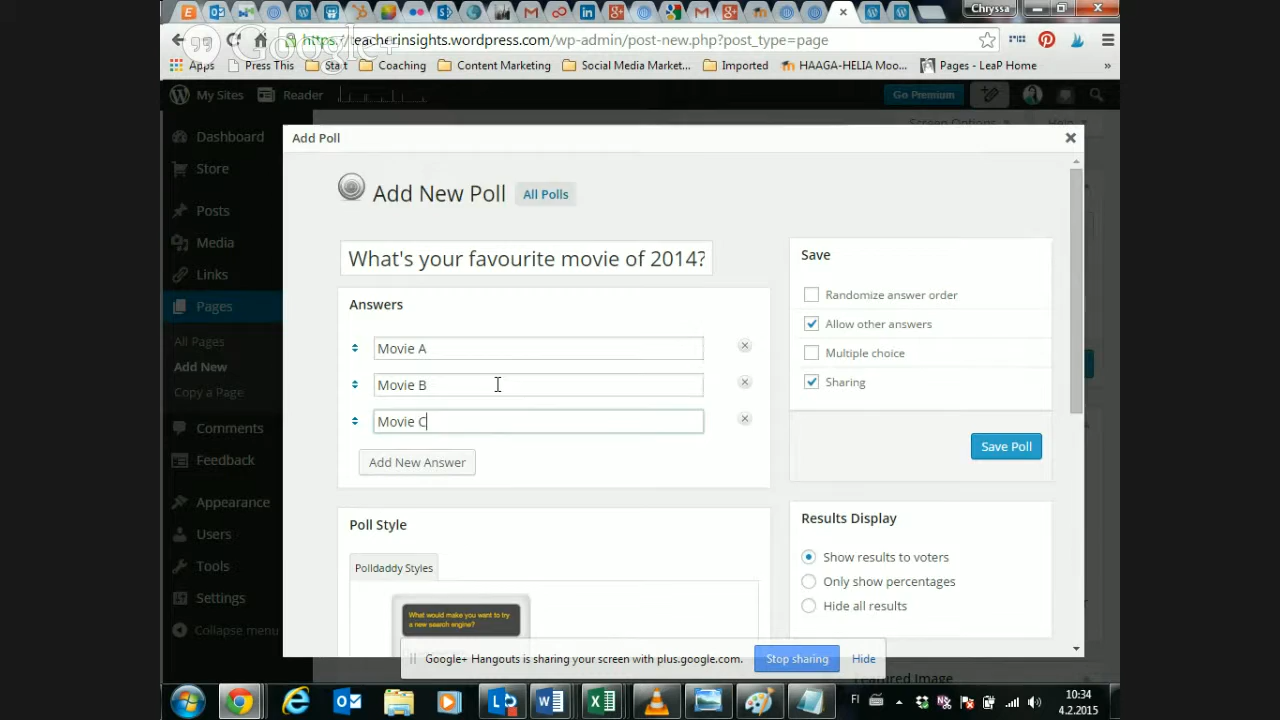 Chryssa
Google+
https://teacherinsights.wordpress.com/wp-admin/post-new.php?post_type=page
Apps Press This Coaching Content Marketing Social Media Market... Imported HAAGA-HELIA Moo... Pages - LeaP Home »
My Sites Reader Go Premium
Screen Options Help
Dashboard
Store
Posts
Media
Links
Pages
All Pages
Add New
Copy a Page
Comments
Feedback
Appearance
Users
Tools
Settings
Collapse menu
Add Poll
Add New Poll All Polls
What's your favourite movie of 2014?
Answers
Movie A
Movie B
Movie C
Add New Answer
Poll Style
Polldaddy Styles
What would make you want to try
a new search engine?
Save
Randomize answer order
Allow other answers
Multiple choice
Sharing
Save Poll
Results Display
Show results to voters
Only show percentages
Hide all results
Featured Image
Google+ Hangouts is sharing your screen with plus.google.com. Stop sharing Hide
FI
10:34
4.2.2015